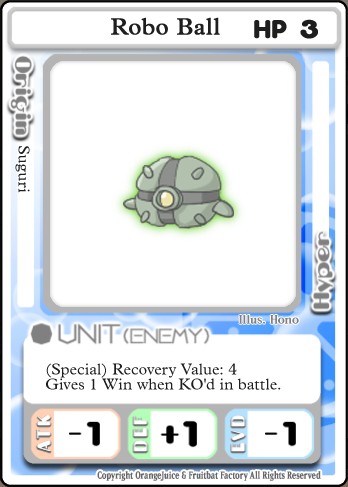 Robo Ball HP 3
Origin
Suguri
Hyper
Illus. Hono
UNIT (ENEMY)
(Special) Recovery Value: 4
Gives 1 Win when KO'd in battle.
ATK -1 DEF +1 EVD -1
Copyright Orangejuice & Fruitbat Factory All Rights Reserved